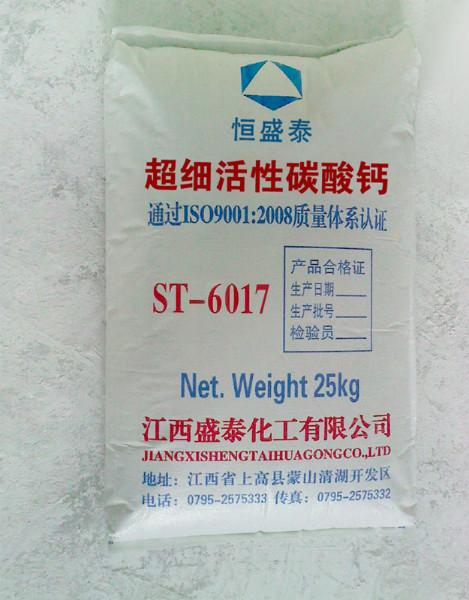 恒盛泰
超细活性碳酸钙
通过ISO9001:2008质量体系认证
ST-6017
产品合格证
生产日期
生产批号
检验员
Net. Weight 25kg
江西盛泰化工有限公司
JIANGXISHENGTAIHUAGONGCO.,LTD
地址: 江西省上高县蒙山清湖开发区
电话: 0795-2575333 传真: 0795-2575332